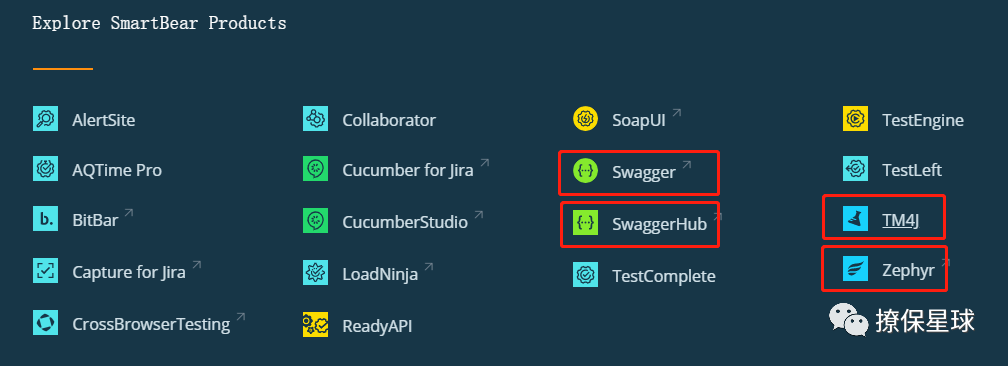 Explore SmartBear Products
AlertSite
Collaborator
SoapUI
TestEngine
AQTime Pro
Cucumber for Jira
Swagger
TestLeft
b. BitBar
CucumberStudio
{··} SwaggerHub
TM4J
Capture for Jira
LoadNinja
TestComplete
Zephyr
CrossBrowserTesting
ReadyAPI
撩保星球